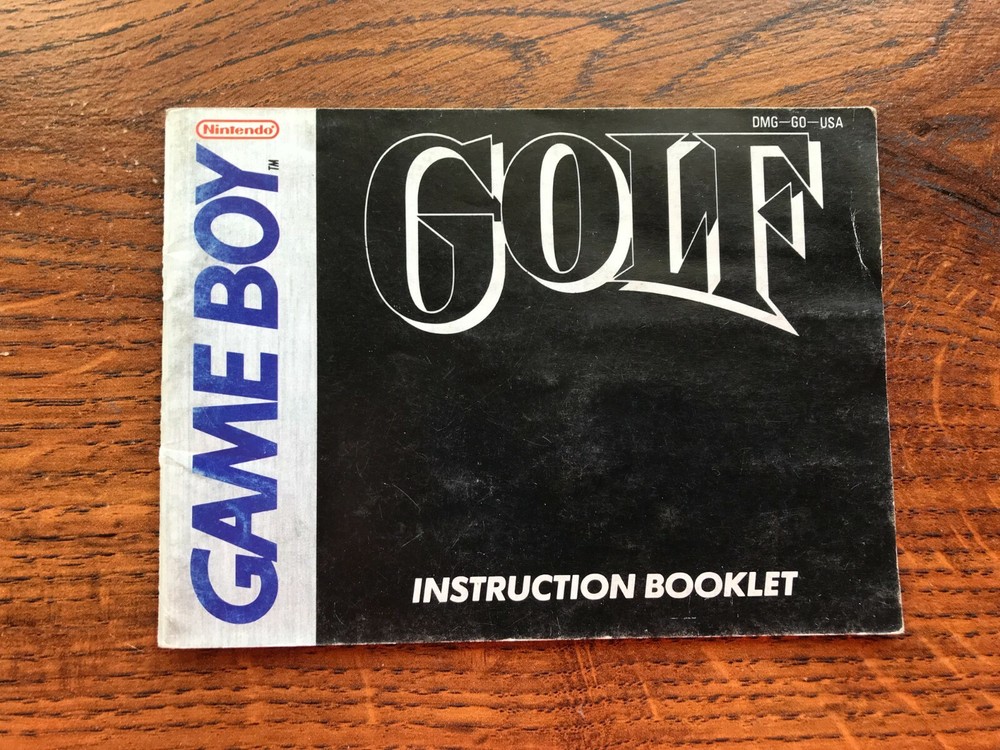 Nintendo®
GAME BOY™
DMG-GO-USA
GOLF
INSTRUCTION BOOKLET